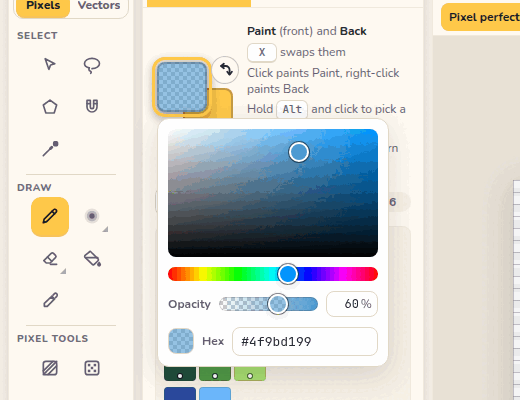 Pixels
Vectors
SELECT
DRAW
PIXEL TOOLS
Paint (front) and Back
X swaps them
Click paints Paint, right-click
paints Back
Hold Alt and click to pick a
6
Opacity
60 %
Hex
#4f9bd199
Pixel perfect